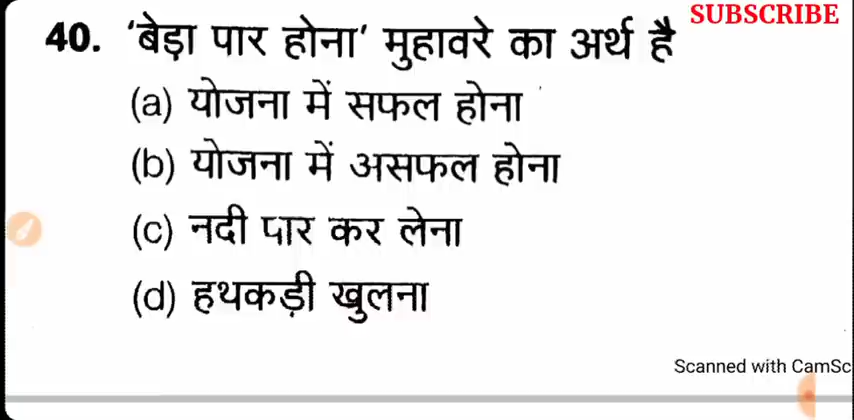 SUBSCRIBE
40. ‘बेड़ा पार होना’ मुहावरे का अर्थ है
(a) योजना में सफल होना
(b) योजना में असफल होना
(c) नदी पार कर लेना
(d) हथकड़ी खुलना
Scanned with CamSc